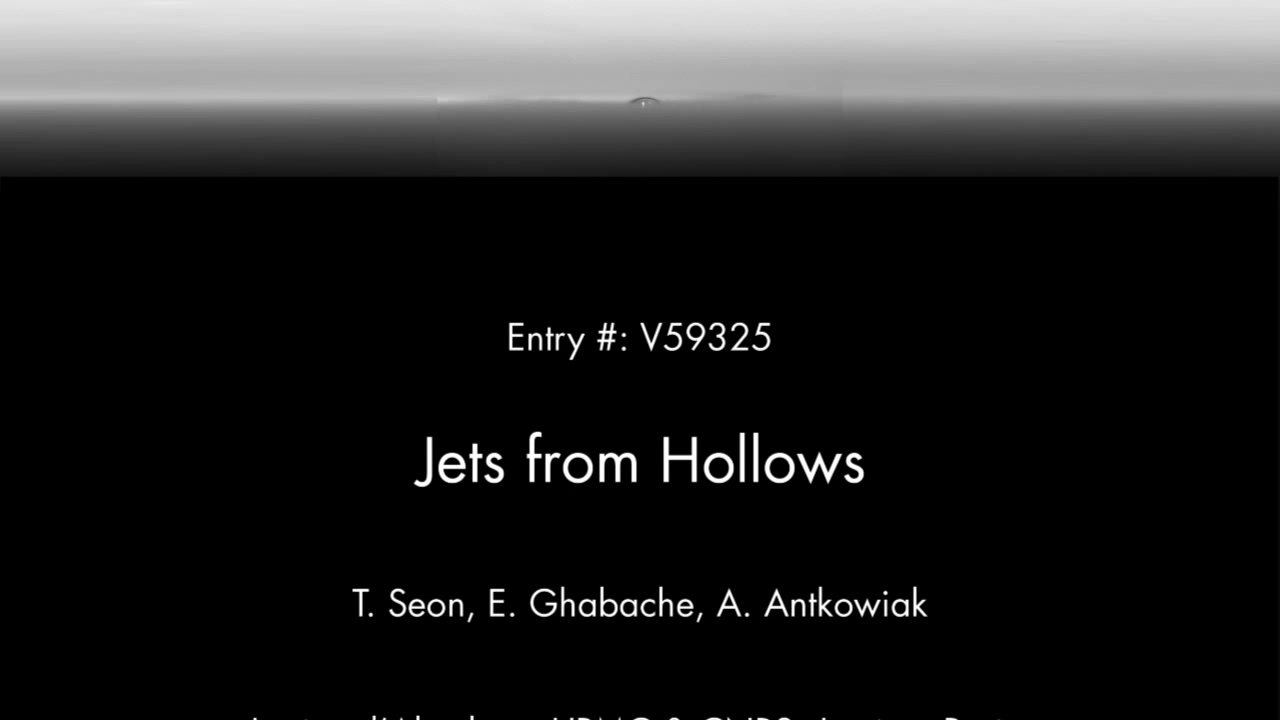 Entry #: V59325
Jets from Hollows
T. Seon, E. Ghabache, A. Antkowiak